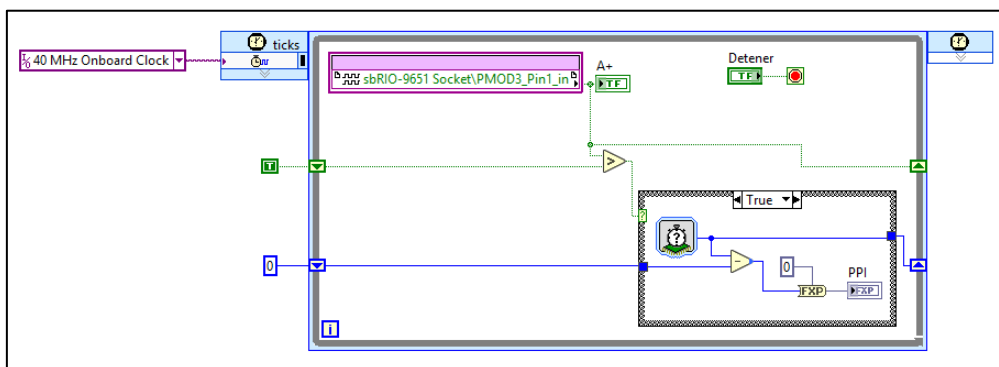 ticks
40 MHz Onboard Clock
sbRIO-9651 Socket\PMOD3_Pin1_in
A+
TF
Detener
TF
T
>
True
?
?
-
0
0
PPI
FXP
FXP
i